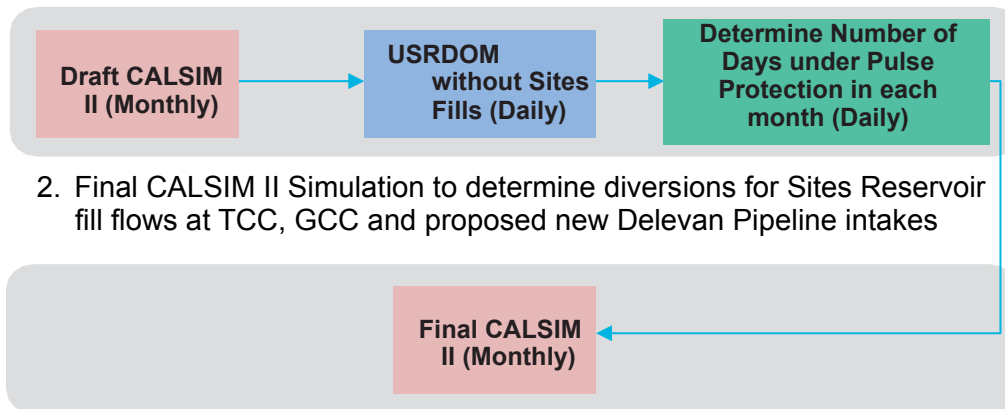 Draft CALSIM
II (Monthly)
USRDOM
without Sites
Fills (Daily)
Determine Number of
Days under Pulse
Protection in each
month (Daily)
2. Final CALSIM II Simulation to determine diversions for Sites Reservoir
fill flows at TCC, GCC and proposed new Delevan Pipeline intakes
Final CALSIM
II (Monthly)